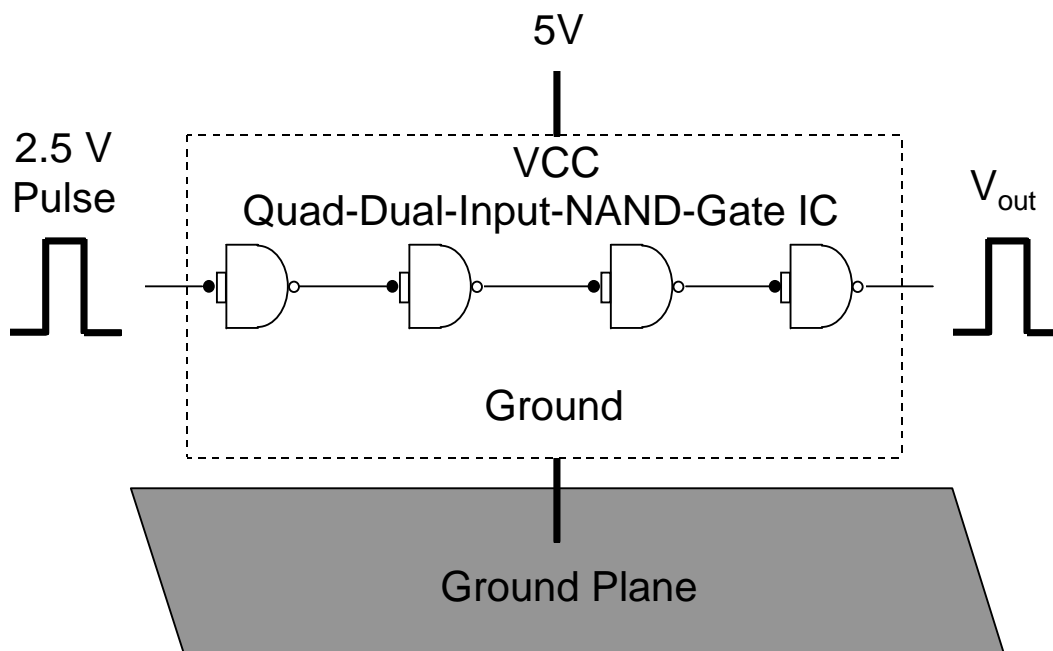 5V
2.5 V
Pulse
VCC
Quad-Dual-Input-NAND-Gate IC
Vout
Ground
Ground Plane